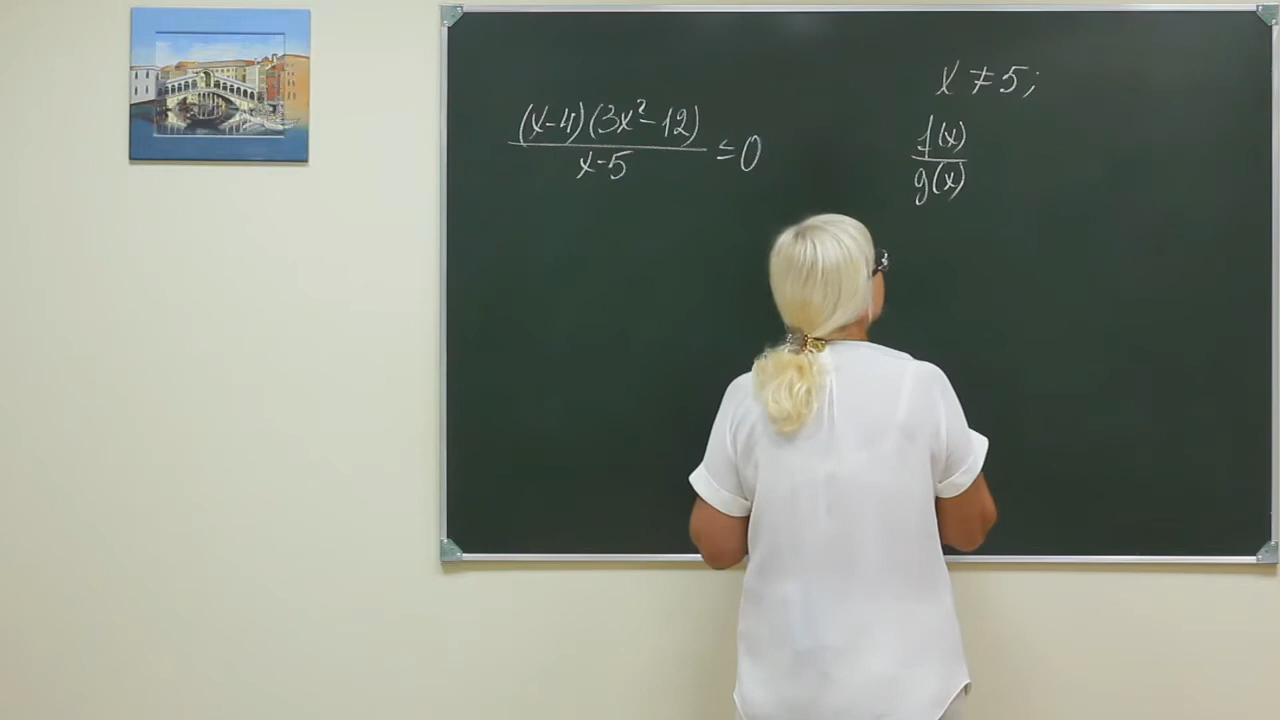 (x-4)(3x²-12)
x-5
≤0
x≠5;
f(x)
g(x)